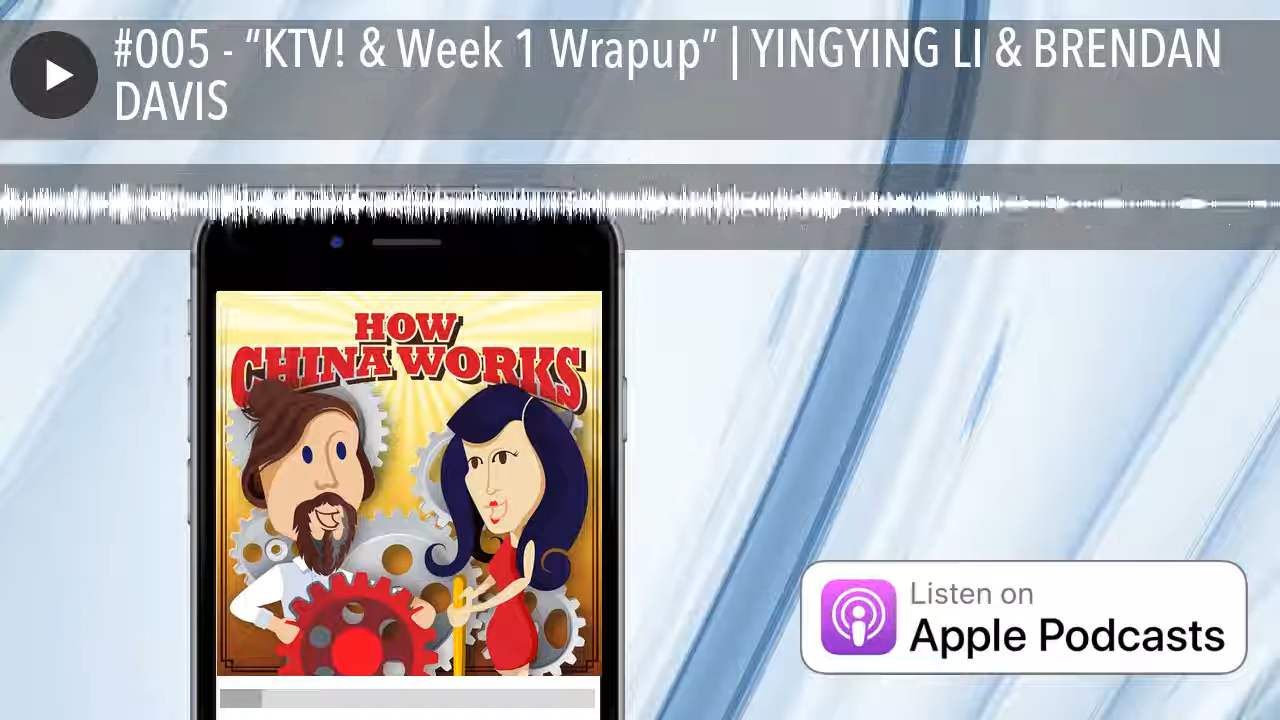 #005 - “KTV! & Week 1 Wrapup” | YINGYING LI & BRENDAN
DAVIS
HOW
CHINA WORKS
Listen on
Apple Podcasts